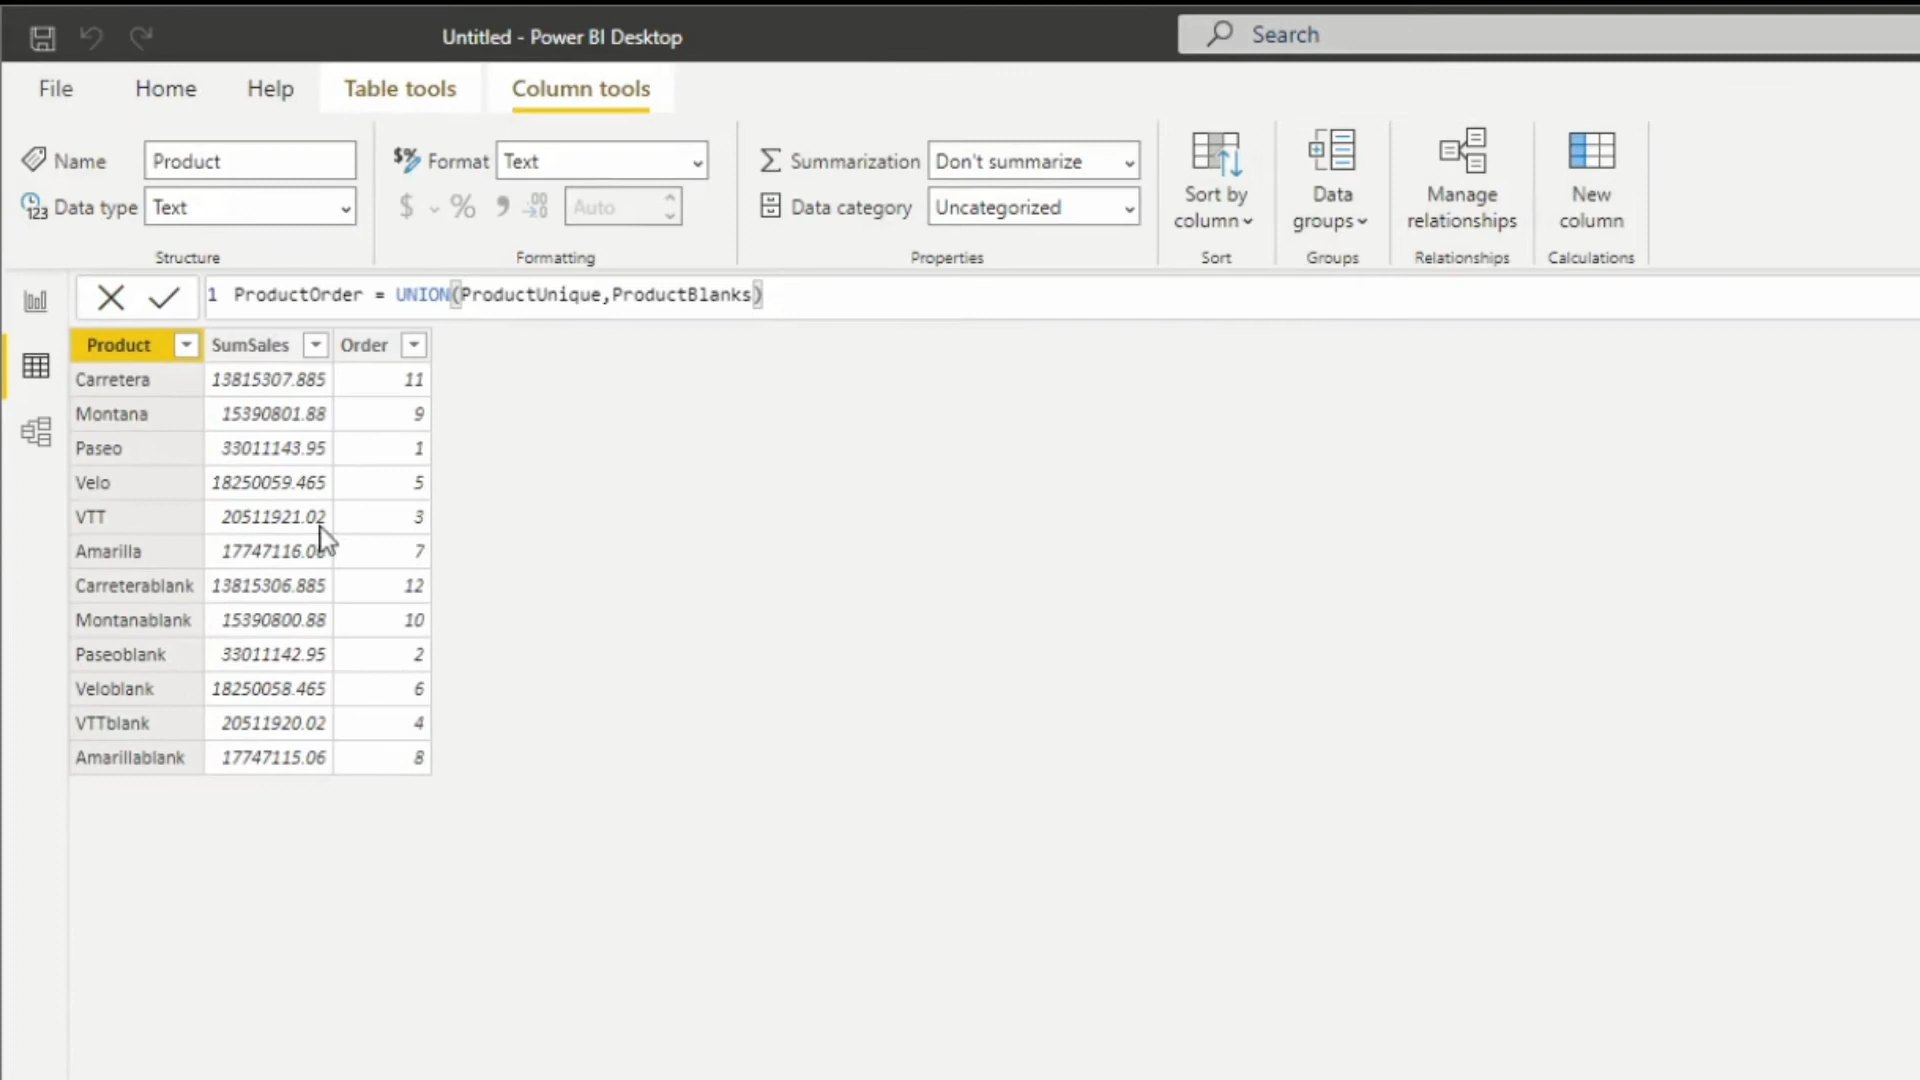 Untitled - Power BI Desktop
Search
File Home Help Table tools Column tools
Name Product Format Text Summarization Don't summarize Sort by column Data groups Manage relationships New column
Data type Text $ % Auto Data category Uncategorized
Structure Formatting Properties Sort Groups Relationships Calculations
1 ProductOrder = UNION(ProductUnique,ProductBlanks)
Product SumSales Order
Carretera 13815307.885 11
Montana 15390801.88 9
Paseo 33011143.95 1
Velo 18250059.465 5
VTT 20511921.02 3
Amarilla 7
Carreterablank 13815306.885 12
Montanablank 15390800.88 10
Paseoblank 33011142.95 2
Veloblank 18250058.465 6
VTTblank 20511920.02 4
Amarillablank 17747115.06 8